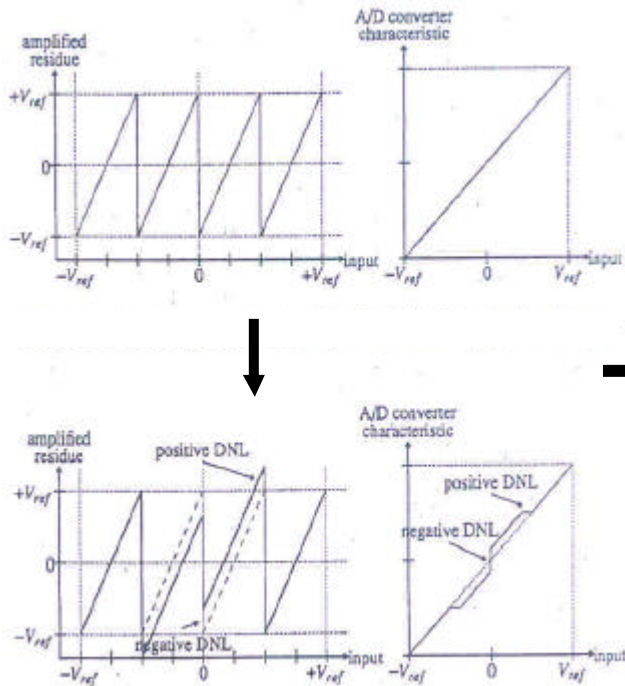 amplified
residue
+Vref
0
−Vref
−Vref
0
+Vref
input
A/D converter
characteristic
−Vref
0
Vref
input
amplified
residue
positive DNL
+Vref
0
−Vref
negative DNL
−Vref
0
+Vref
input
A/D converter
characteristic
positive DNL
negative DNL
−Vref
0
Vref
input